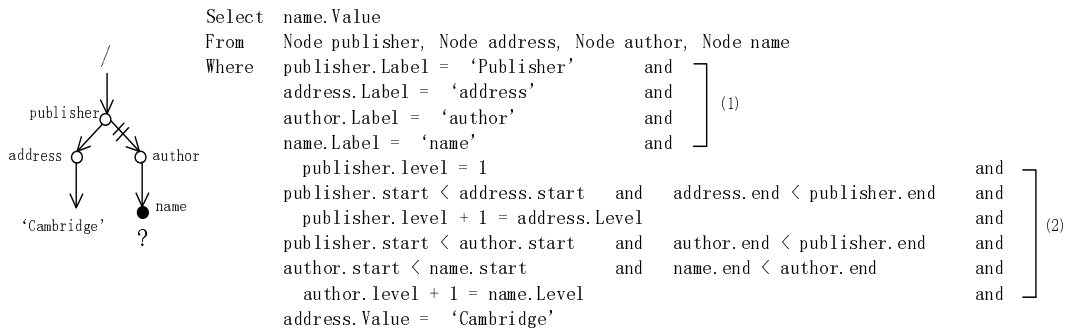 /
publisher
address
author
'Cambridge'
name
?
Select name.Value
From Node publisher, Node address, Node author, Node name
Where publisher.Label = ‘Publisher’ and
address.Label = ‘address’ and
author.Label = ‘author’ and
name.Label = ‘name’ and
(1)
publisher.level = 1 and
publisher.start < address.start and address.end < publisher.end and
publisher.level + 1 = address.Level and
publisher.start < author.start and author.end < publisher.end and
author.start < name.start and name.end < author.end and
author.level + 1 = name.Level and
(2)
address.Value = ‘Cambridge’